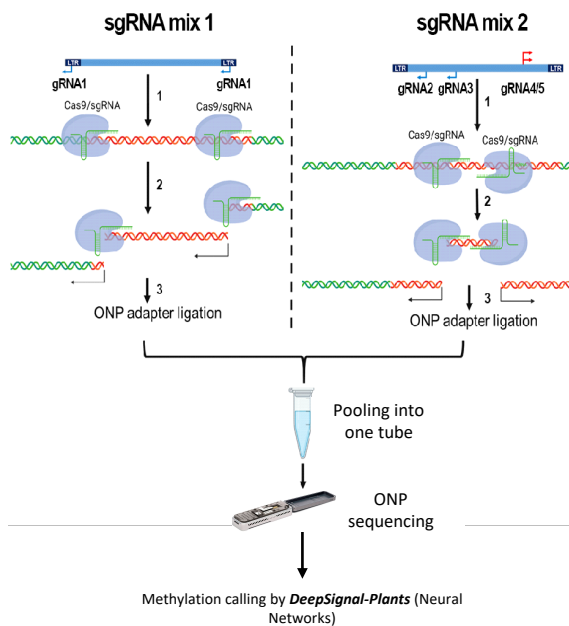 sgRNA mix 1
LTR
LTR
gRNA1
gRNA1
1
Cas9/sgRNA
Cas9/sgRNA
2
3
ONP adapter ligation
sgRNA mix 2
LTR
LTR
gRNA2
gRNA3
gRNA4/5
1
Cas9/sgRNA
Cas9/sgRNA
2
3
ONP adapter ligation
Pooling into
one tube
ONP
sequencing
Methylation calling by DeepSignal-Plants (Neural
Networks)